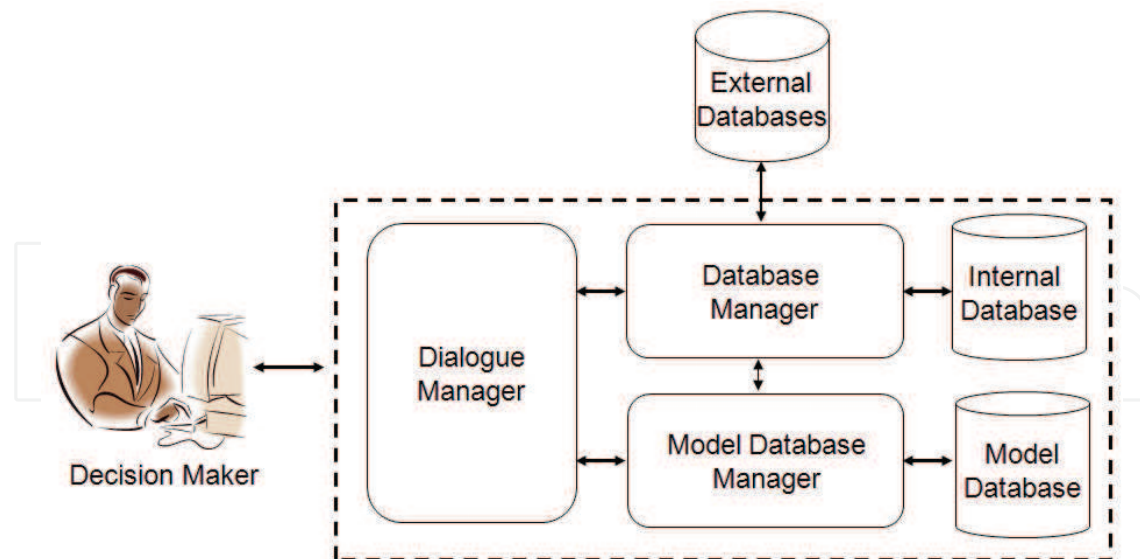 External
Databases
Database
Manager
Internal
Database
Dialogue
Manager
Model Database
Manager
Model
Database
Decision Maker